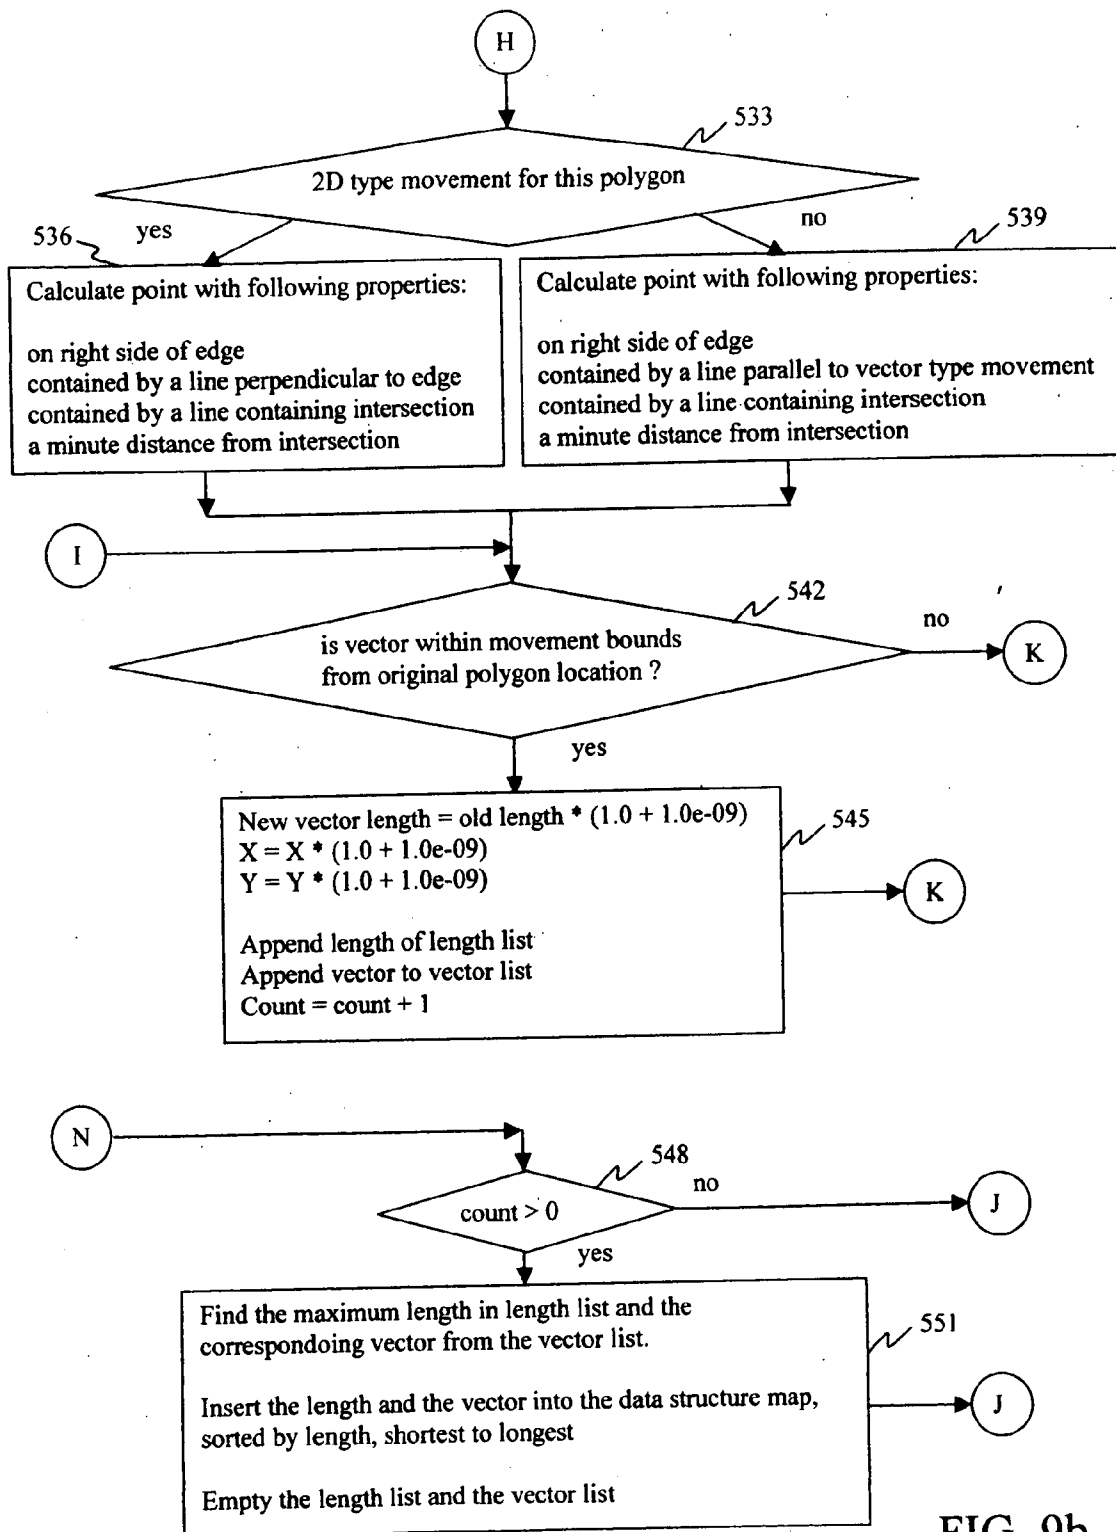 H
533
2D type movement for this polygon
yes
no
536
539
Calculate point with following properties:
on right side of edge
contained by a line perpendicular to edge
contained by a line containing intersection
a minute distance from intersection
Calculate point with following properties:
on right side of edge
contained by a line parallel to vector type movement
contained by a line containing intersection
a minute distance from intersection
I
542
is vector within movement bounds
from original polygon location ?
no
K
yes
New vector length = old length * (1.0 + 1.0e-09)
X = X * (1.0 + 1.0e-09)
Y = Y * (1.0 + 1.0e-09)
Append length of length list
Append vector to vector list
Count = count + 1
545
K
N
548
count > 0
no
J
yes
Find the maximum length in length list and the
correspondoing vector from the vector list.
Insert the length and the vector into the data structure map,
sorted by length, shortest to longest
Empty the length list and the vector list
551
J
FIG. 9b